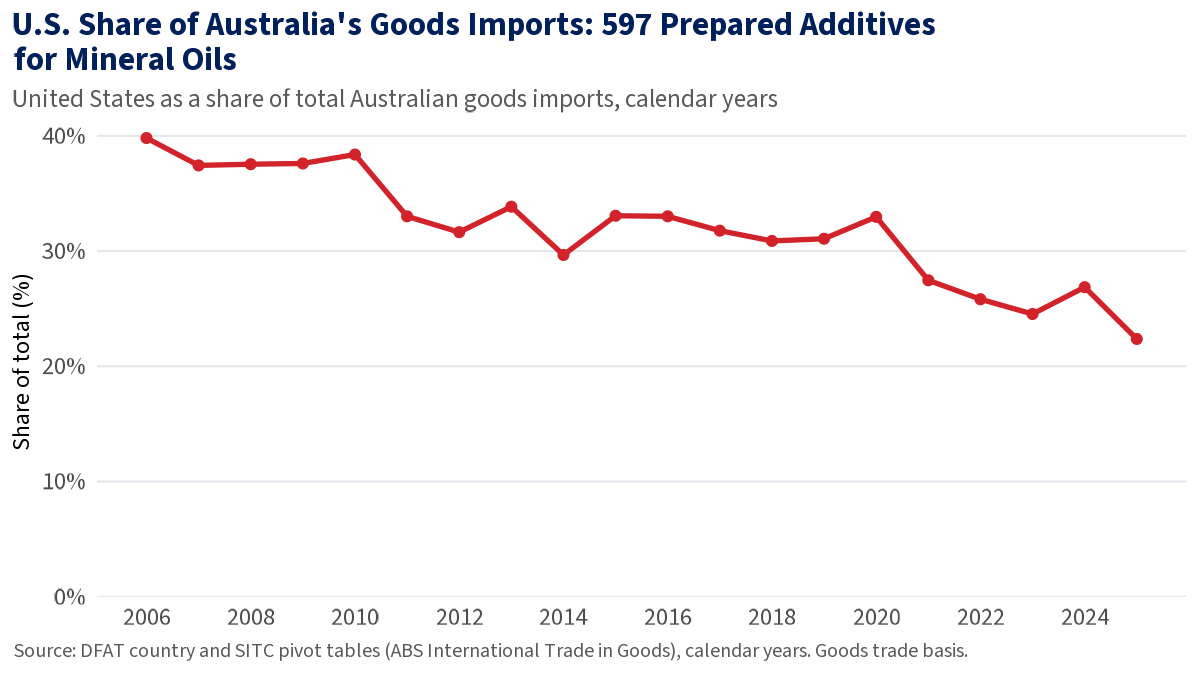 U.S. Share of Australia's Goods Imports: 597 Prepared Additives
for Mineral Oils
United States as a share of total Australian goods imports, calendar years
Share of total (%)
40%
30%
20%
10%
0%
2006 2008 2010 2012 2014 2016 2018 2020 2022 2024
Source: DFAT country and SITC pivot tables (ABS International Trade in Goods), calendar years. Goods trade basis.